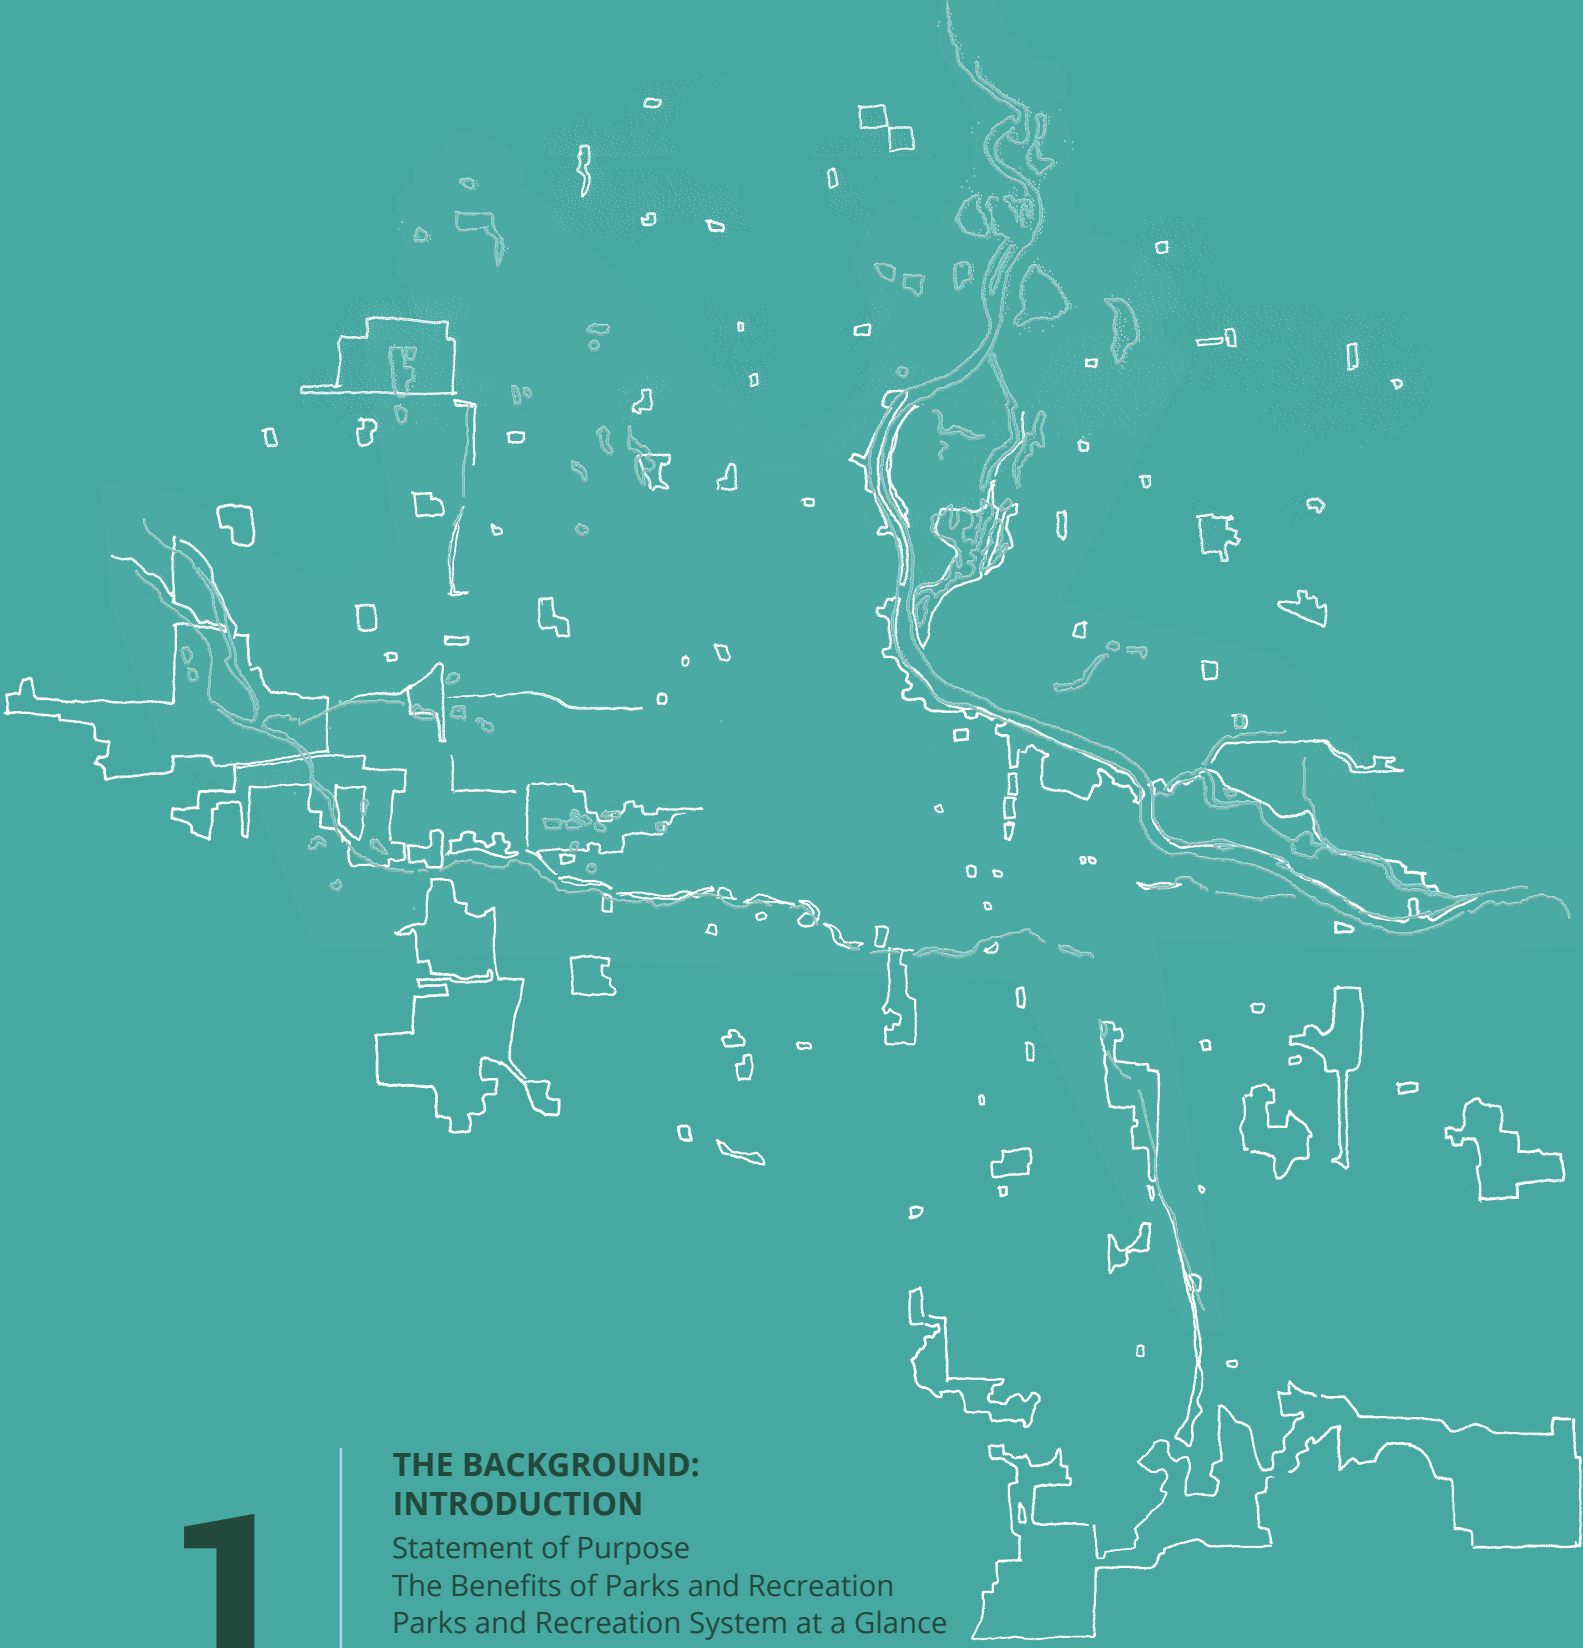 1
THE BACKGROUND:
INTRODUCTION
Statement of Purpose
The Benefits of Parks and Recreation
Parks and Recreation System at a Glance